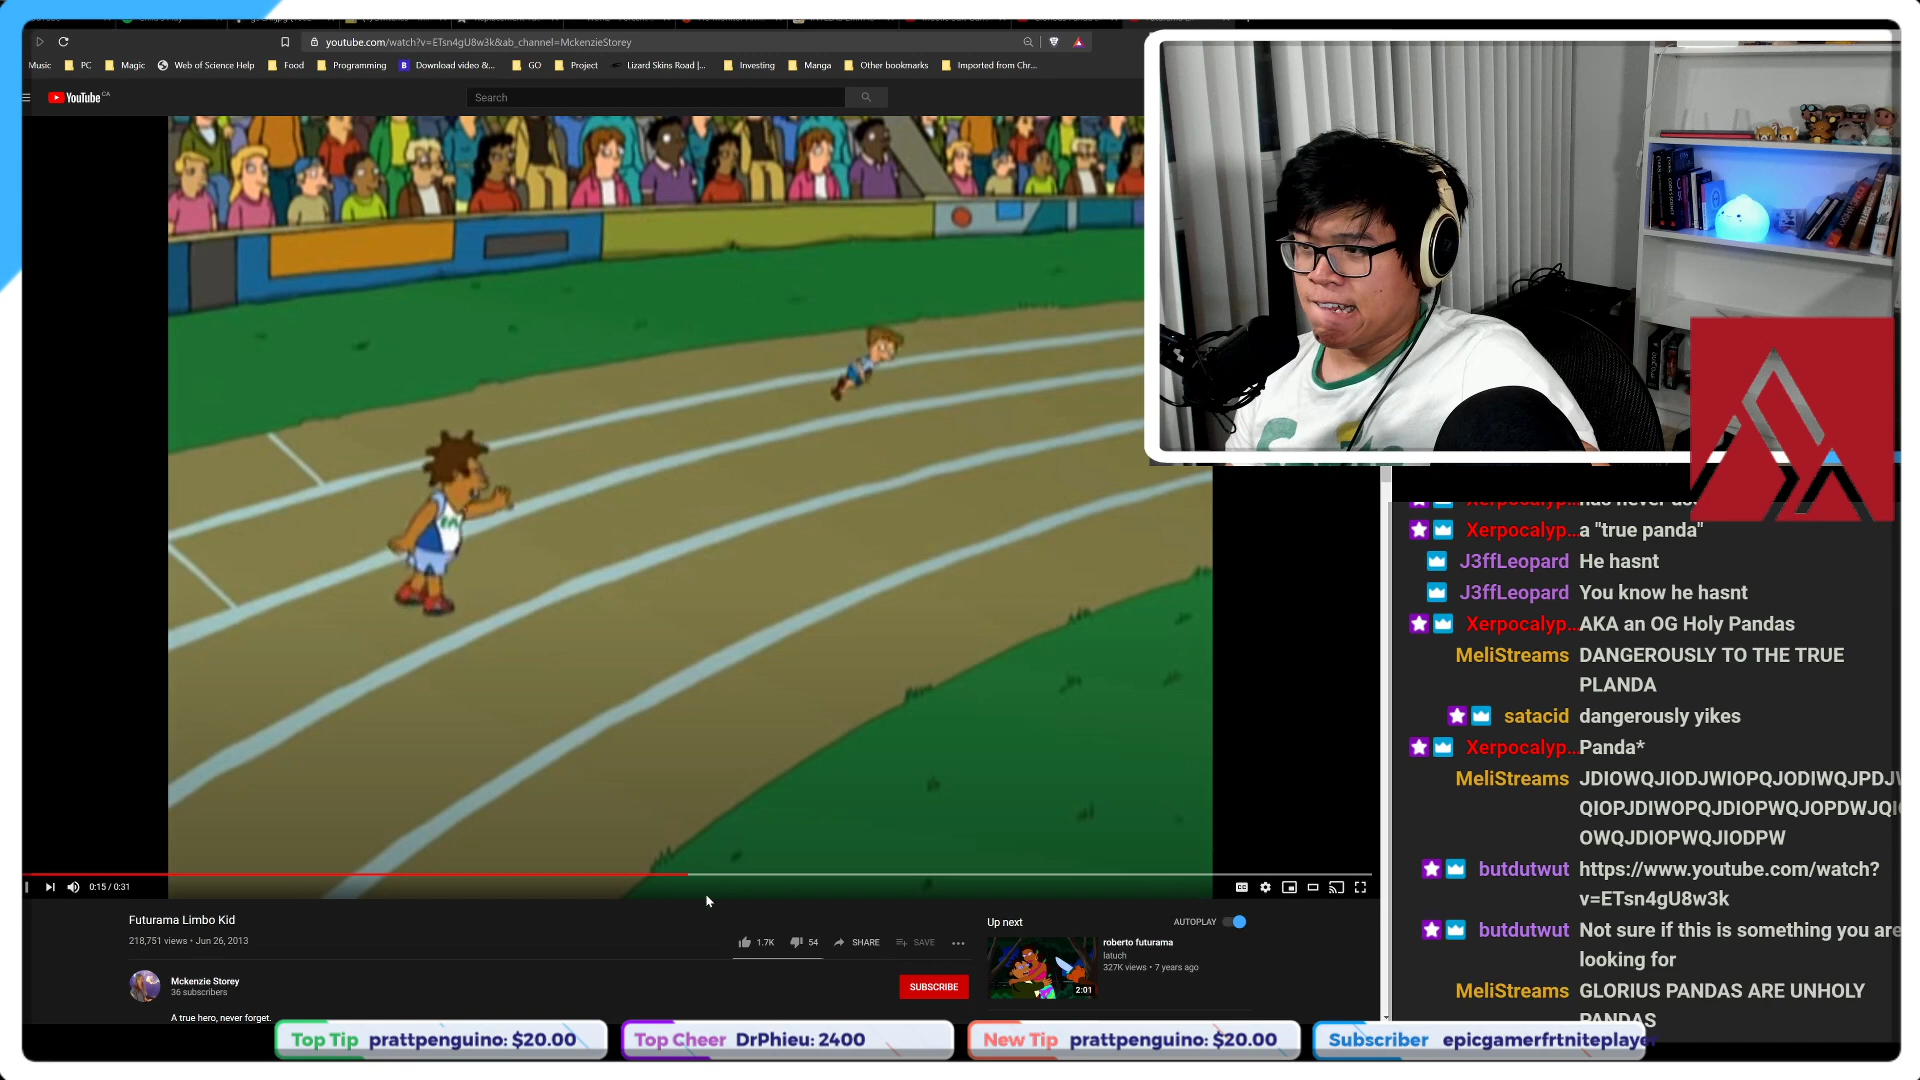 youtube.com/watch?v=ETsn4gU8w3k&ab_channel=MckenzieStorey
Music PC Magic Web of Science Help Food Programming Download video &... GO Project Lizard Skins Road |... Investing Manga Other bookmarks Imported from Chr...
YouTube CA
Search
Xerpocalyp... a "true panda"
J3ffLeopard He hasnt
J3ffLeopard You know he hasnt
Xerpocalyp... AKA an OG Holy Pandas
MeliStreams DANGEROUSLY TO THE TRUE
PLANDA
satacid dangerously yikes
Xerpocalyp... Panda*
MeliStreams JDIOWQJIODJWIOPQJODIWQJPDJW
QIOPJDIWOPQJDIOPWQJOPDWJQI
OWQJDIOPWQJIODPW
butdutwut https://www.youtube.com/watch?
v=ETsn4gU8w3k
butdutwut Not sure if this is something you are
looking for
MeliStreams GLORIUS PANDAS ARE UNHOLY
PANDAS
0:15 / 0:31
Futurama Limbo Kid
218,751 views • Jun 26, 2013
1.7K 54 SHARE SAVE
Mckenzie Storey
36 subscribers
SUBSCRIBE
A true hero, never forget.
Up next AUTOPLAY
roberto futurama
latuch
327K views • 7 years ago
2:01
Top Tip prattpenguino: $20.00
Top Cheer DrPhieu: 2400
New Tip prattpenguino: $20.00
Subscriber epicgamerfrtniteplayer